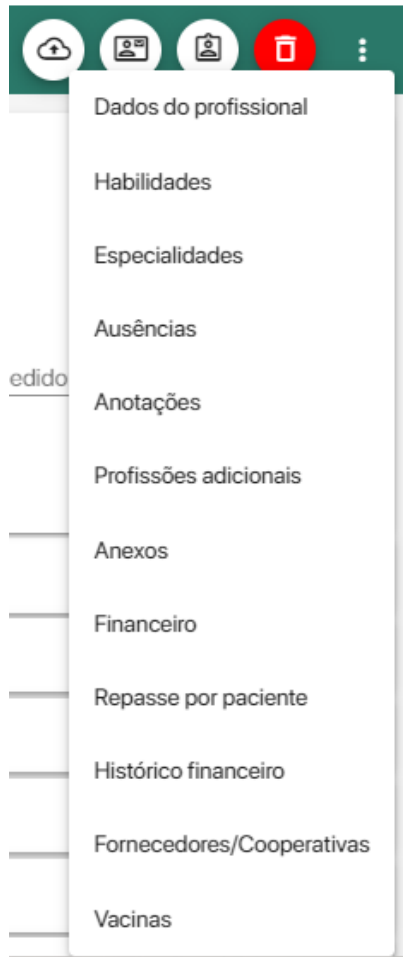 Dados do profissional
Habilidades
Especialidades
Ausências
edido
Anotações
Profissões adicionais
Anexos
Financeiro
Repasse por paciente
Histórico financeiro
Fornecedores/Cooperativas
Vacinas